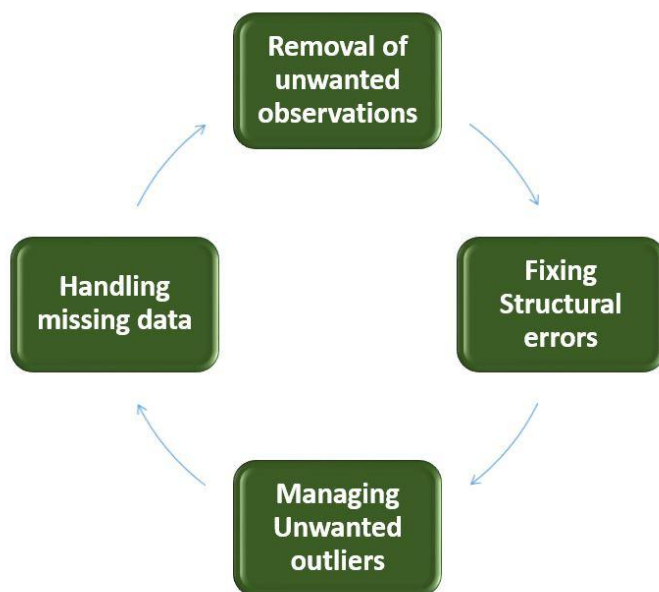 Removal of
unwanted
observations
Fixing
Structural
errors
Managing
Unwanted
outliers
Handling
missing data